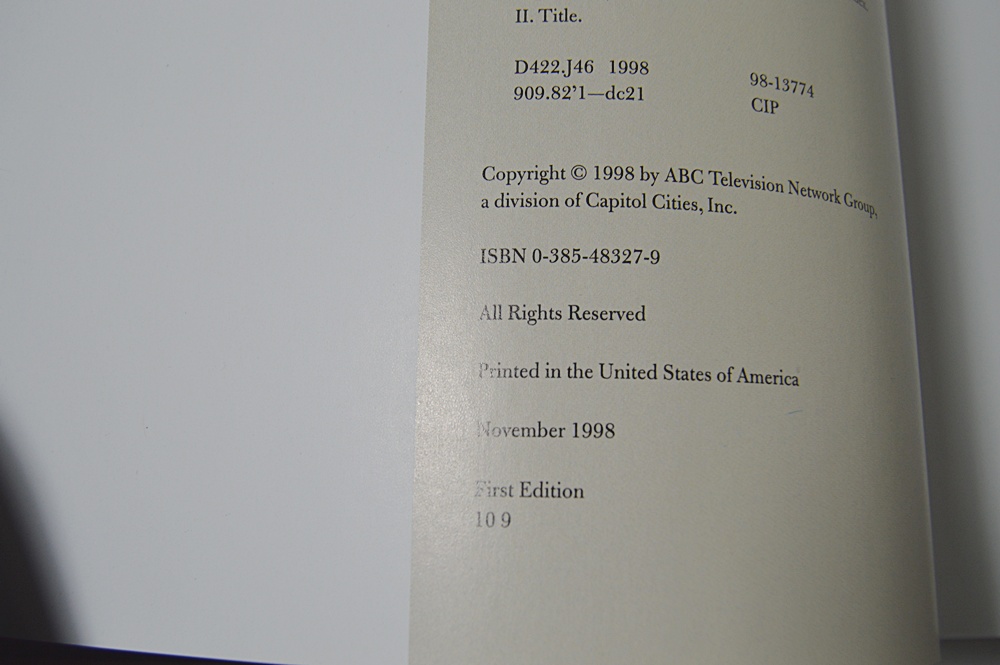 II. Title.
D422.J46 1998
98-13774
909.82'1—dc21
CIP
Copyright © 1998 by ABC Television Network Group,
a division of Capitol Cities, Inc.
ISBN 0-385-48327-9
All Rights Reserved
Printed in the United States of America
November 1998
First Edition
10 9